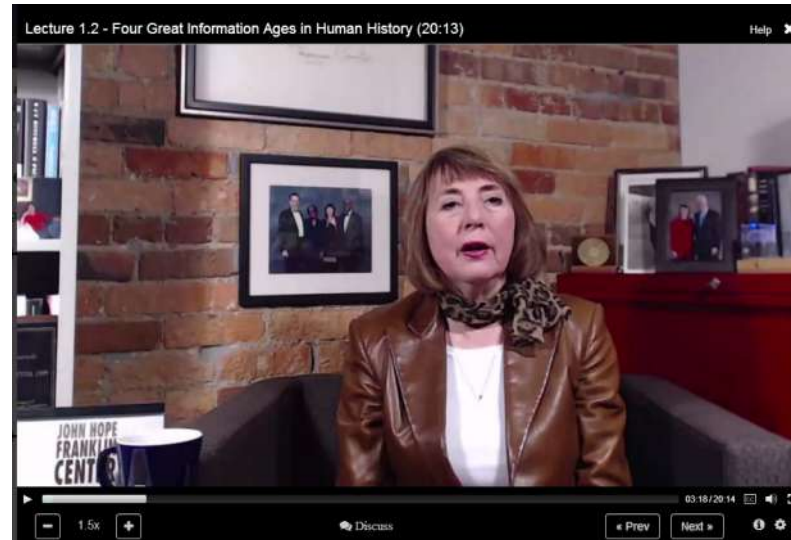 Lecture 1.2 - Four Great Information Ages in Human History (20:13)
Help
JOHN HOPE
FRANKLIN
CENTER
03:18/20:14
1.5x
Discuss
« Prev
Next »